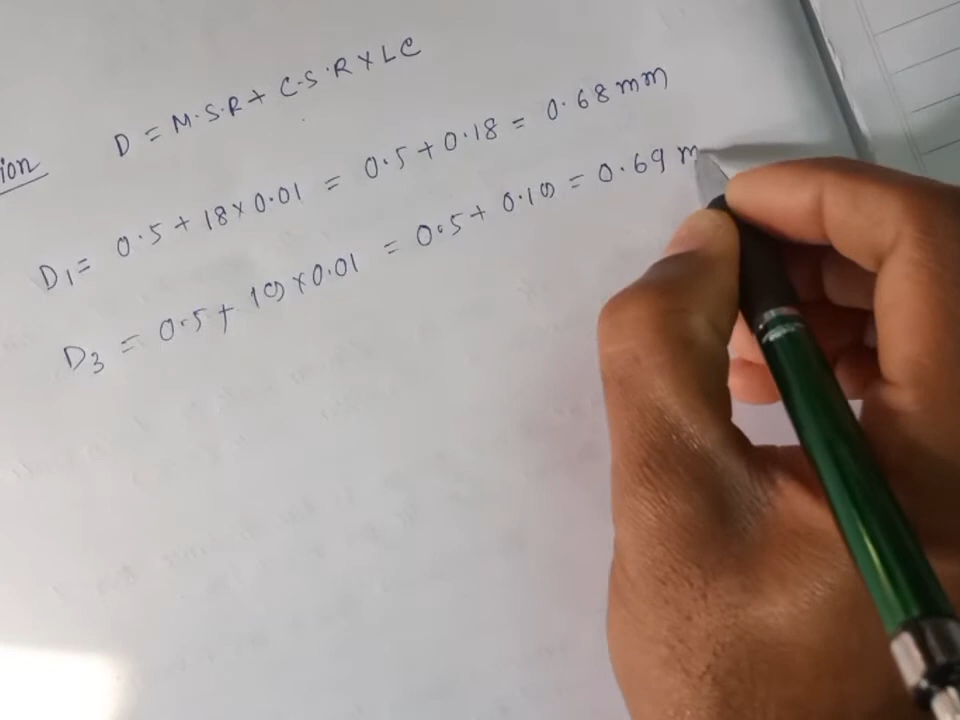 ion
D = M.S.R + C.S.R X LC
D1 = 0.5 + 18 x 0.01 = 0.5 + 0.18 = 0.68 mm
D3 = 0.5 + 19 x 0.01 = 0.5 + 0.19 = 0.69 m